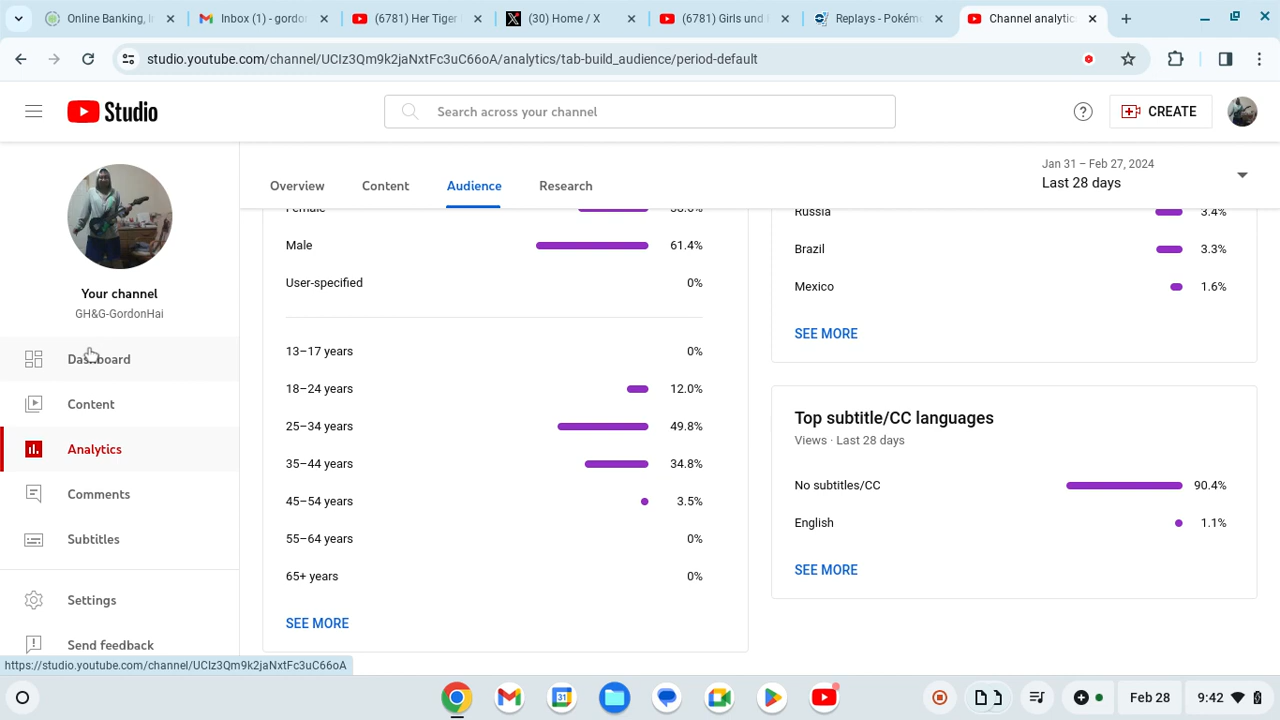 Online Banking, I
Inbox (1) - gordon
(6781) Her Tiger
(30) Home / X
(6781) Girls und
Replays - Pokém
Channel analytic
studio.youtube.com/channel/UCIz3Qm9k2jaNxtFc3uC66oA/analytics/tab-build_audience/period-default
Studio
Search across your channel
CREATE
Your channel
GH&G-GordonHai
Dashboard
Content
Analytics
Comments
Subtitles
Settings
Send feedback
https://studio.youtube.com/channel/UCIz3Qm9k2jaNxtFc3uC66oA
Overview
Content
Audience
Research
Jan 31 – Feb 27, 2024
Last 28 days
Female
Male 61.4%
User-specified 0%
13–17 years 0%
18–24 years 12.0%
25–34 years 49.8%
35–44 years 34.8%
45–54 years 3.5%
55–64 years 0%
65+ years 0%
SEE MORE
Russia 3.4%
Brazil 3.3%
Mexico 1.6%
SEE MORE
Top subtitle/CC languages
Views · Last 28 days
No subtitles/CC 90.4%
English 1.1%
SEE MORE
31
Feb 28
9:42